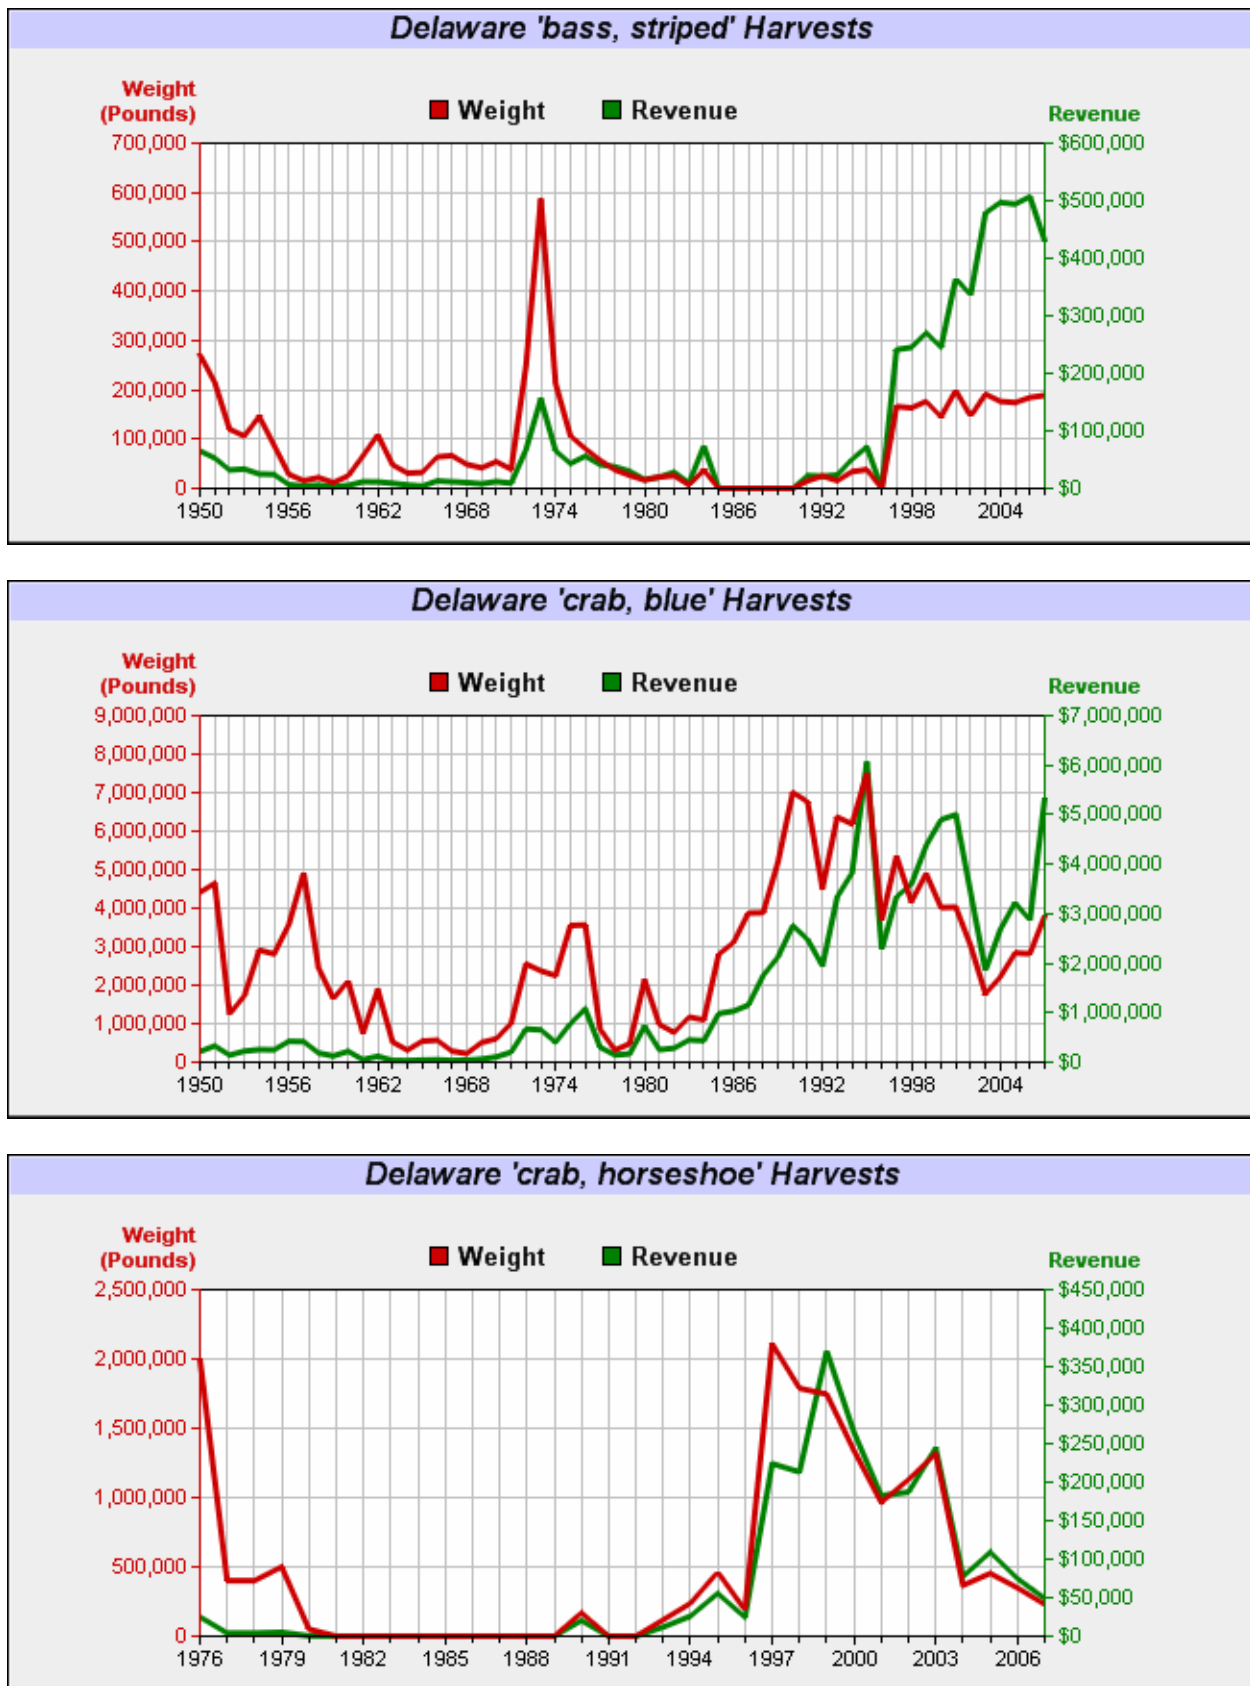 Delaware 'bass, striped' Harvests
Weight
(Pounds)
Weight Revenue
Revenue
700,000 $600,000
600,000 $500,000
500,000 $400,000
400,000 $300,000
300,000 $200,000
200,000 $100,000
100,000 $0
0
1950 1956 1962 1968 1974 1980 1986 1992 1998 2004
Delaware 'crab, blue' Harvests
Weight
(Pounds)
Weight Revenue
Revenue
9,000,000 $7,000,000
8,000,000 $6,000,000
7,000,000 $5,000,000
6,000,000 $4,000,000
5,000,000 $3,000,000
4,000,000 $2,000,000
3,000,000 $1,000,000
2,000,000 $0
1,000,000
0
1950 1956 1962 1968 1974 1980 1986 1992 1998 2004
Delaware 'crab, horseshoe' Harvests
Weight
(Pounds)
Weight Revenue
Revenue
2,500,000 $450,000
2,000,000 $400,000
1,500,000 $350,000
1,000,000 $300,000
500,000 $250,000
0 $200,000
$150,000
$100,000
$50,000
$0
1976 1979 1982 1985 1988 1991 1994 1997 2000 2003 2006